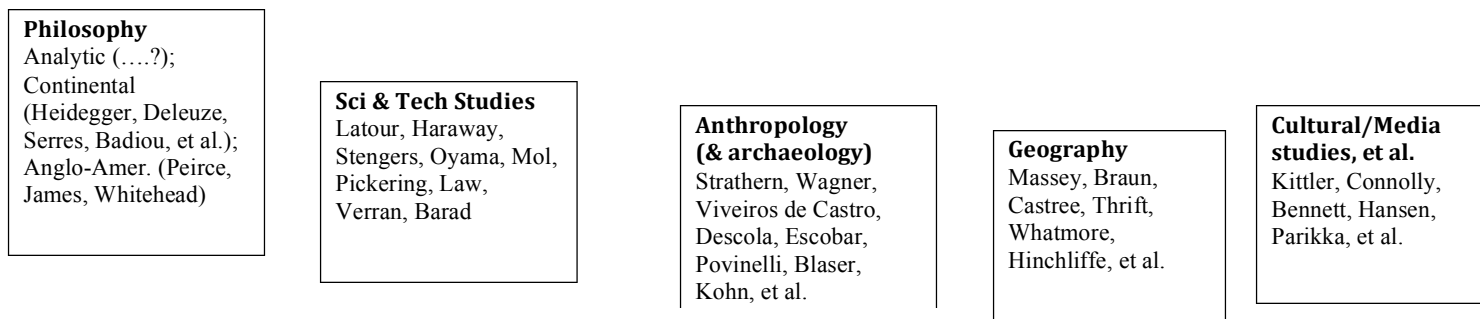 Philosophy
Analytic (….?);
Continental
(Heidegger, Deleuze,
Serres, Badiou, et al.);
Anglo-Amer. (Peirce,
James, Whitehead)
Sci & Tech Studies
Latour, Haraway,
Stengers, Oyama, Mol,
Pickering, Law,
Verran, Barad
Anthropology
(& archaeology)
Strathern, Wagner,
Viveiros de Castro,
Descola, Escobar,
Povinelli, Blaser,
Kohn, et al.
Geography
Massey, Braun,
Castree, Thrift,
Whatmore,
Hinchliffe, et al.
Cultural/Media
studies, et al.
Kittler, Connolly,
Bennett, Hansen,
Parikka, et al.